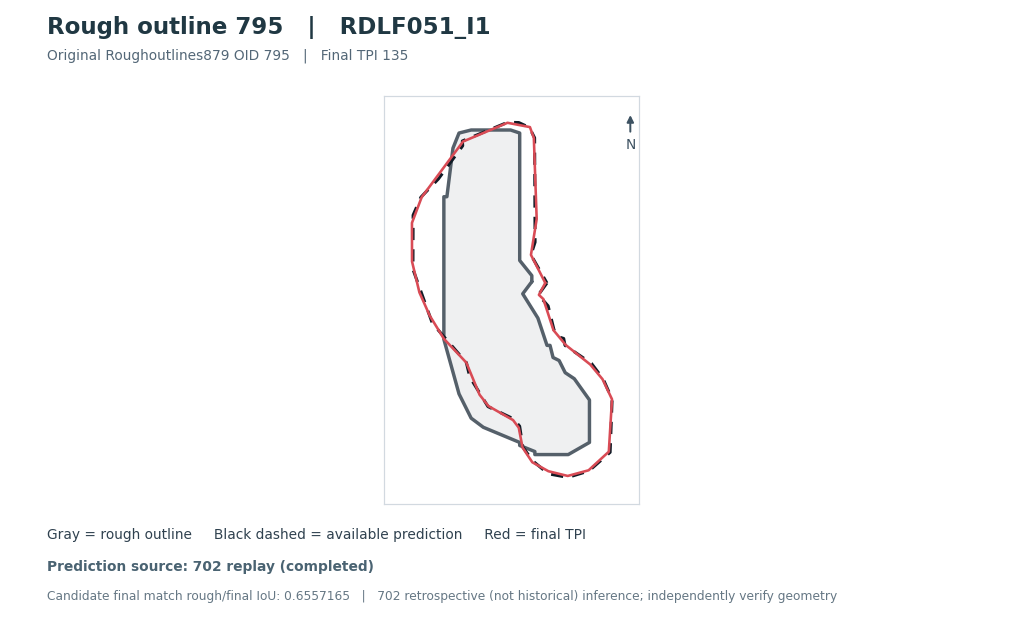 Rough outline 795 | RDLF051_I1
Original Roughoutlines879 OID 795 | Final TPI 135
N
Gray = rough outline Black dashed = available prediction Red = final TPI
Prediction source: 702 replay (completed)
Candidate final match rough/final IoU: 0.6557165 | 702 retrospective (not historical) inference; independently verify geometry